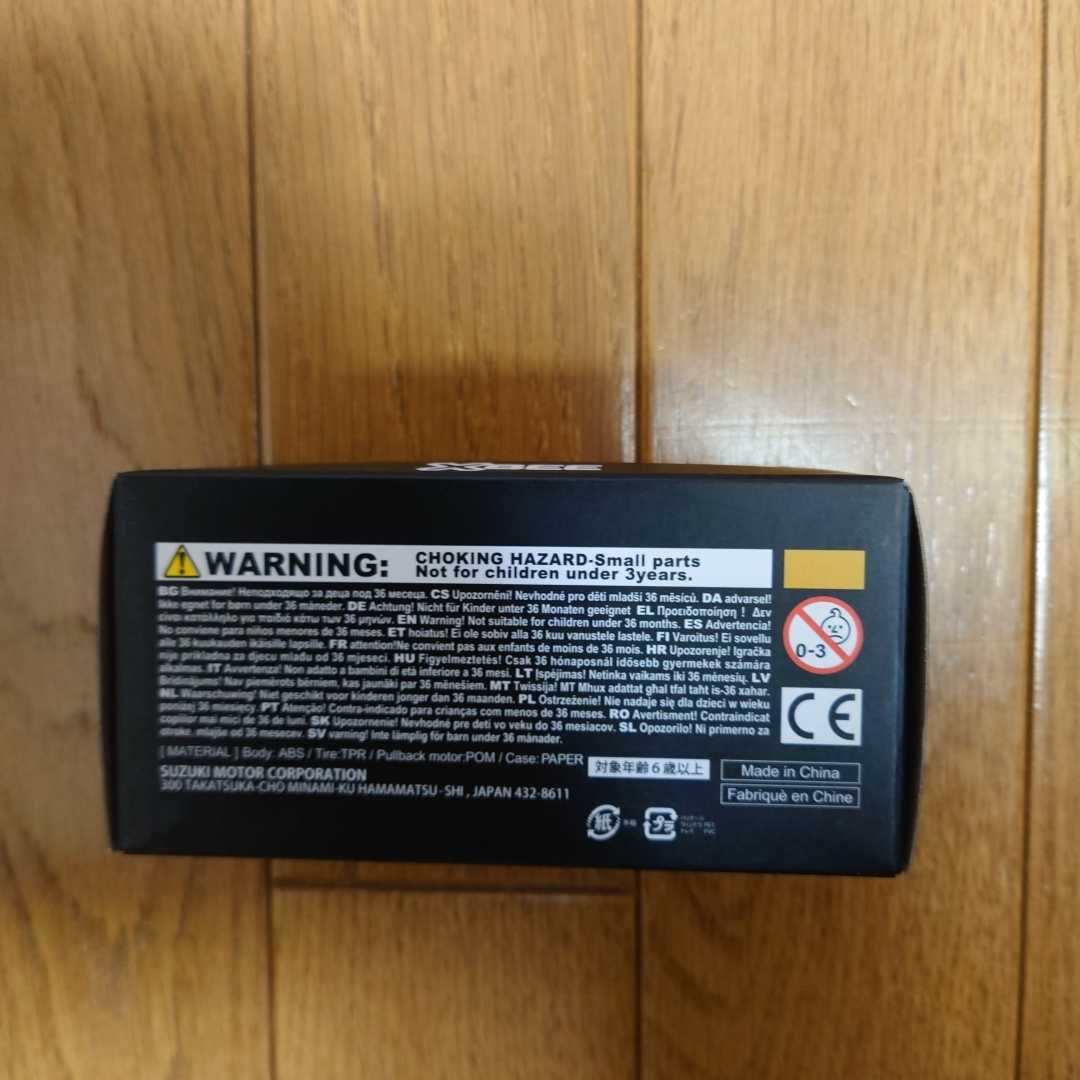 XBEE
WARNING: CHOKING HAZARD-Small parts
Not for children under 3years.
BG Внимание! Неподходящо за деца под 36 месеца. CS Upozornění! Nevhodné pro děti mladší 36 měsíců. DA advarsel!
Ikke egnet for børn under 36 måneder. DE Achtung! Nicht für Kinder unter 36 Monaten geeignet EL Προειδοποίηση ! Δεν
είναι κατάλληλο για παιδιά κάτω των 36 μηνών. EN Warning! Not suitable for children under 36 months. ES Advertencia!
No conviene para niños menores de 36 meses. ET hoiatus! Ei ole sobiv alla 36 kuu vanustele lastele. FI Varoitus! Ei sovellu
alle 36 kuukauden ikäisille lapsille. FR attention!Ne convient pas aux enfants de moins de 36 mois. HR Upozorenje! Igračka
nije prikladna za djecu mlađu od 36 mjeseci. HU Figyelmeztetés! Csak 36 hónaposnál idősebb gyermekek számára
alkalmas. IT Avvertenza! Non adatto a bambini di età inferiore a 36 mesi. LT Įspėjimas! Netinka vaikams iki 36 mėnesių. LV
Brīdinājums! Nav piemērots bērniem, kas jaunāki par 36 mēnešiem. MT Twissija! MT Mhux adattat għal tfal taħt is-36 xahar.
NL Waarschuwing! Niet geschikt voor kinderen jonger dan 36 maanden. PL Ostrzeżenie! Nie nadaje się dla dzieci w wieku
poniżej 36 miesięcy. PT Atenção! Contra-indicado para crianças com menos de 36 meses. RO Avertisment! Contraindicat
copiilor mai mici de 36 de luni. SK Upozornenie! Nevhodné pre deti vo veku do 36 mesiacov. SL Opozorilo! Ni primerno za
otroke, mlajše od 36 mesecev. SV varning! Inte lämplig för barn under 36 månader.
0-3
CE
[ MATERIAL ] Body: ABS / Tire:TPR / Pullback motor:POM / Case: PAPER
対象年齢6歳以上
Made in China
SUZUKI MOTOR CORPORATION
300 TAKATSUKA-CHO MINAMI-KU HAMAMATSU-SHI , JAPAN 432-8611
Fabriquè en Chine
紙
プラ